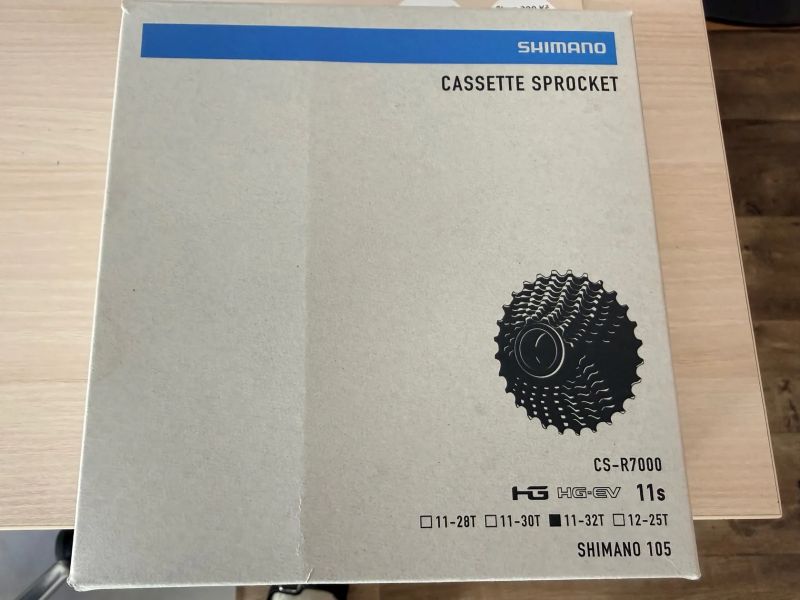 SHIMANO
CASSETTE SPROCKET
CS-R7000
HG HG-EV 11s
☐11-28T ☐11-30T ■11-32T ☐12-25T
SHIMANO 105